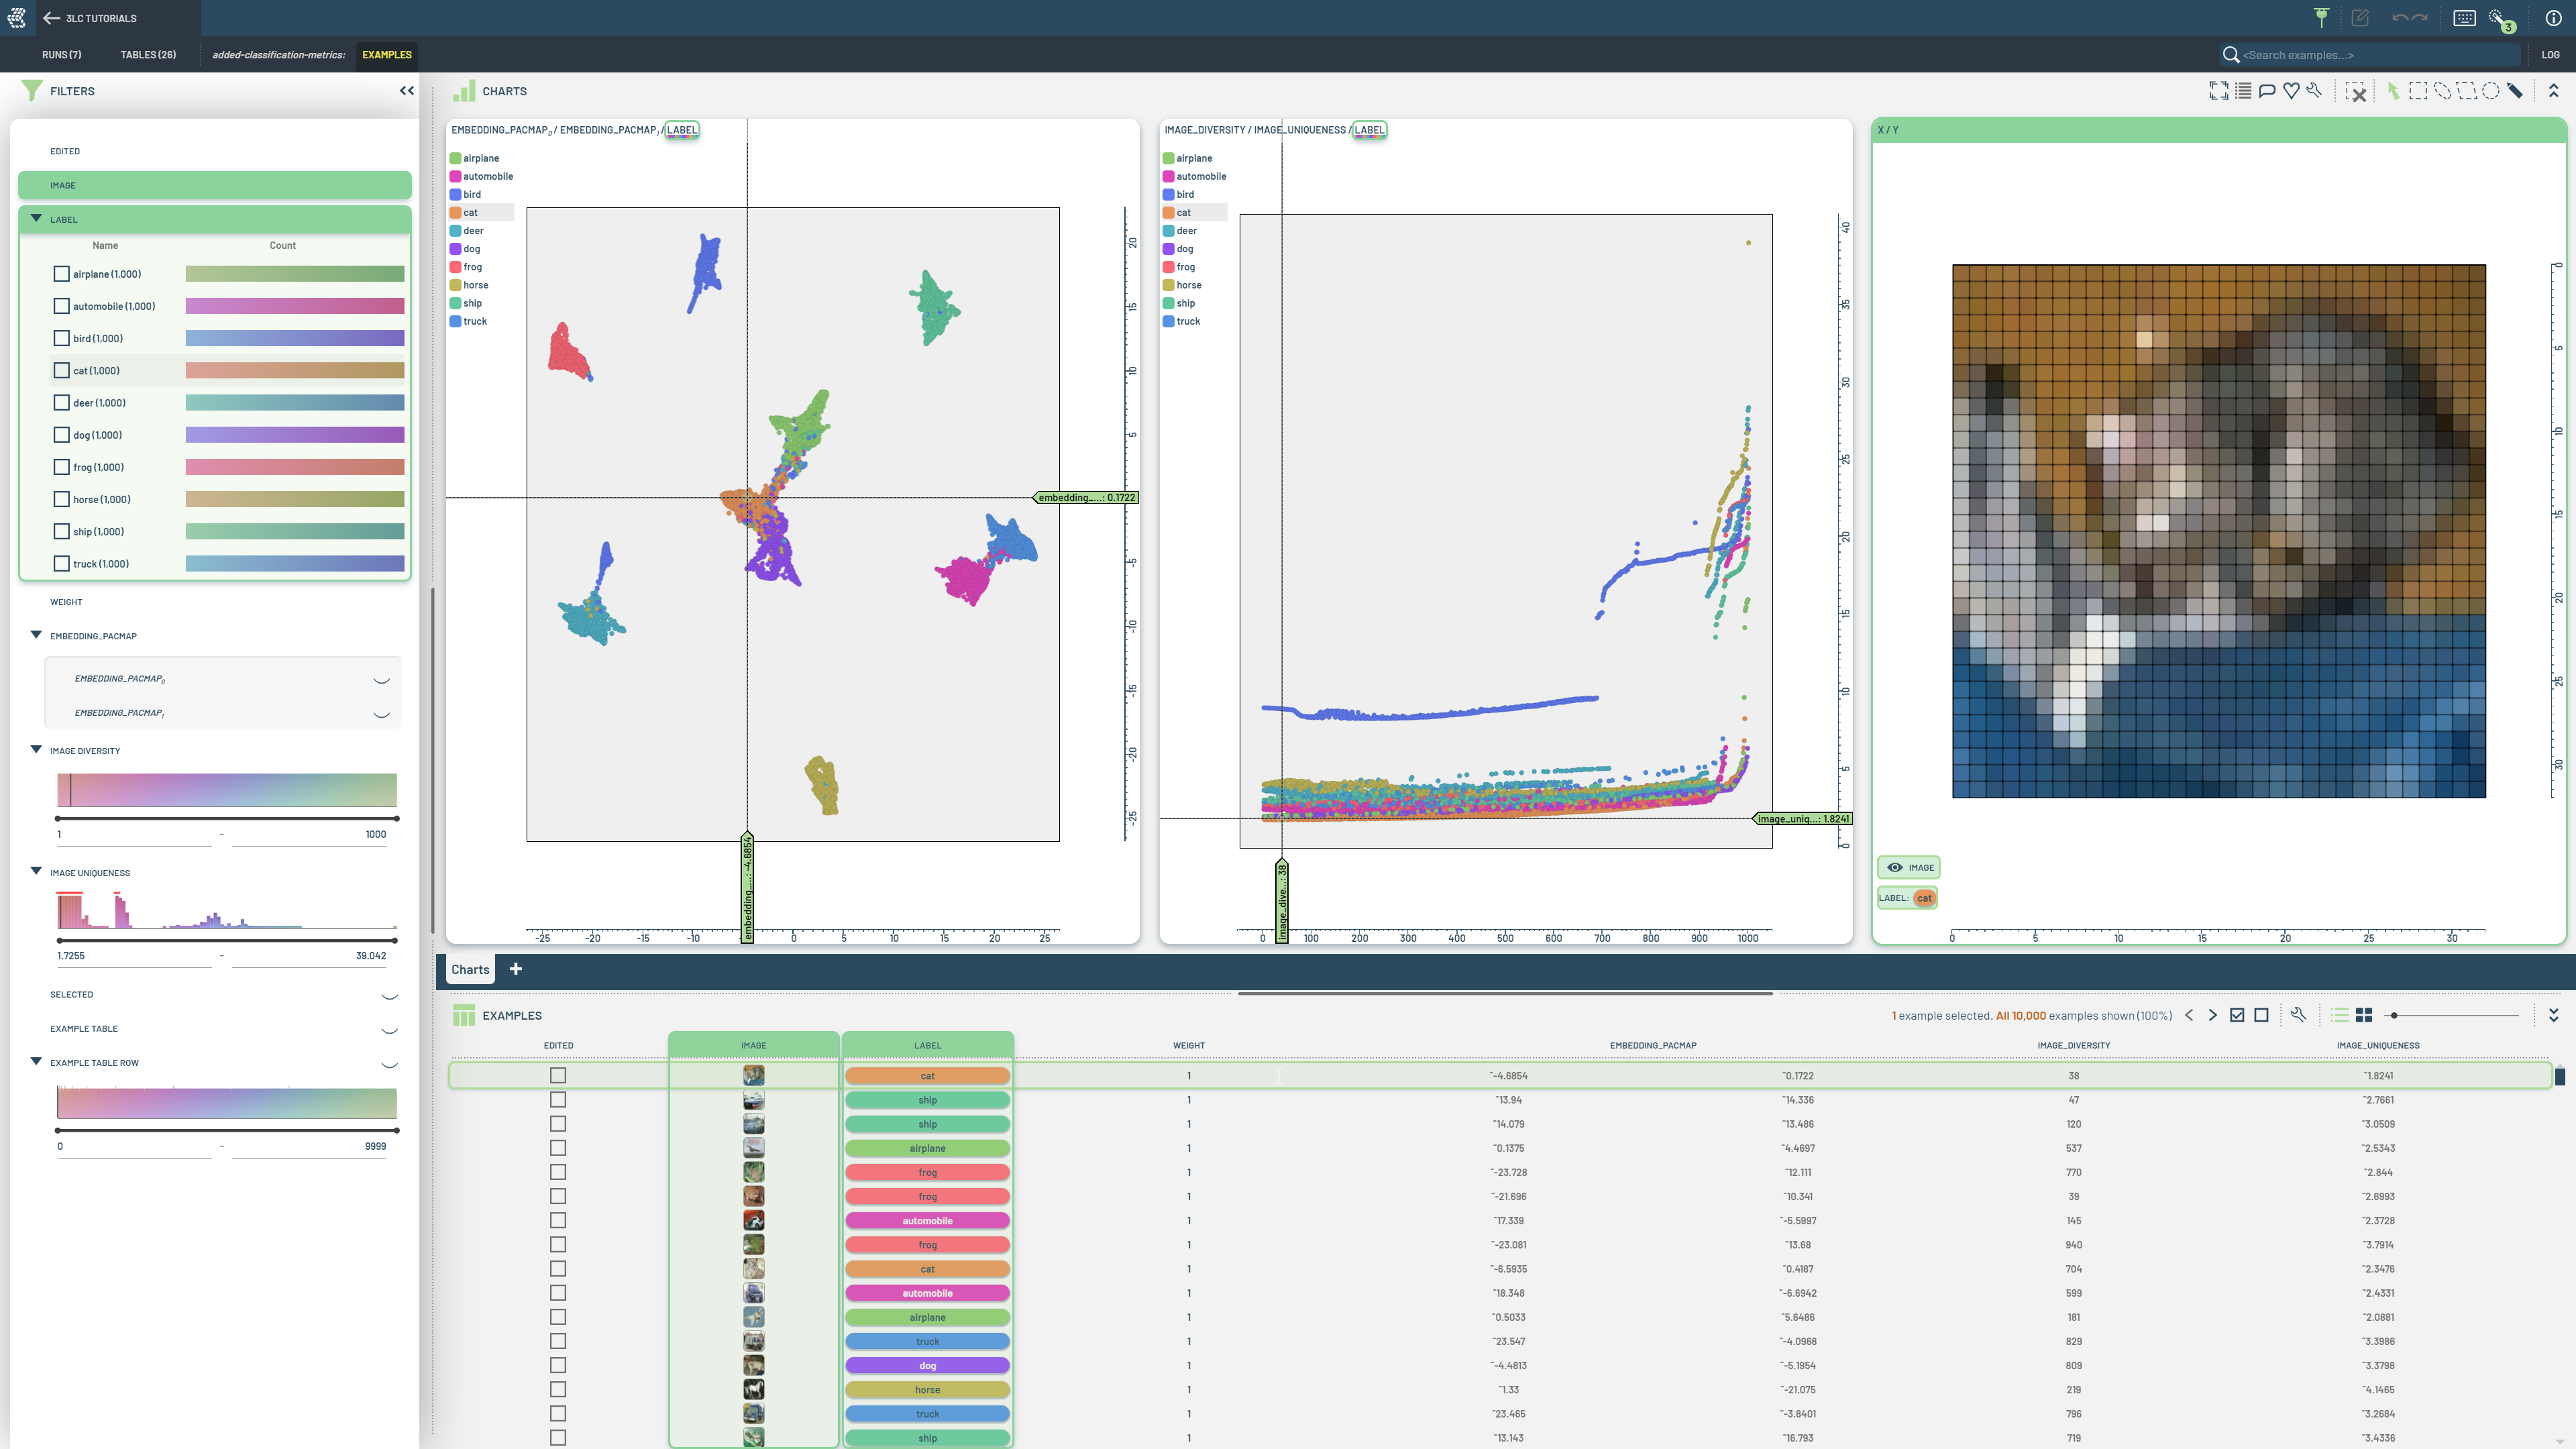 3LC TUTORIALS
3
RUNS (7) TABLES (26) added-classification-metrics: EXAMPLES <Search examples...> LOG
FILTERS
EDITED
IMAGE
LABEL
Name Count
airplane (1,000)
automobile (1,000)
bird (1,000)
cat (1,000)
deer (1,000)
dog (1,000)
frog (1,000)
horse (1,000)
ship (1,000)
truck (1,000)
WEIGHT
EMBEDDING_PACMAP
EMBEDDING_PACMAP0
EMBEDDING_PACMAP1
IMAGE DIVERSITY
1 - 1000
IMAGE UNIQUENESS
1.7255 - 39.042
SELECTED
EXAMPLE TABLE
EXAMPLE TABLE ROW
0 - 9999
CHARTS
EMBEDDING_PACMAP0 / EMBEDDING_PACMAP1 / LABEL
airplane
automobile
bird
cat
deer
dog
frog
horse
ship
truck
20
15
10
5
-5
-10
-15
-20
-25
embedding_...: 0.1722
embedding_...: -4.6854
-25 -20 -15 -10 0 5 10 15 20 25
IMAGE_DIVERSITY / IMAGE_UNIQUENESS / LABEL
airplane
automobile
bird
cat
deer
dog
frog
horse
ship
truck
40
35
30
25
20
15
10
5
0
image_uniq...: 1.8241
image_dive...: 38
0 100 200 300 400 500 600 700 800 900 1000
X / Y
0
5
10
15
20
25
30
IMAGE
LABEL: cat
0 5 10 15 20 25 30
Charts +
EXAMPLES 1 example selected. All 10,000 examples shown (100%)
EDITED IMAGE LABEL WEIGHT EMBEDDING_PACMAP IMAGE_DIVERSITY IMAGE_UNIQUENESS
cat 1 ~-4.6854 ~0.1722 38 ~1.8241
ship 1 ~13.94 ~14.336 47 ~2.7661
ship 1 ~14.079 ~13.486 120 ~3.0509
airplane 1 ~0.1375 ~4.4697 537 ~2.5343
frog 1 ~-23.728 ~12.111 770 ~2.844
frog 1 ~-21.696 ~10.341 39 ~2.6993
automobile 1 ~17.339 ~-5.5997 145 ~2.3728
frog 1 ~-23.081 ~13.68 940 ~3.7914
cat 1 ~-6.5935 ~0.4187 704 ~2.3476
automobile 1 ~18.348 ~-6.6942 599 ~2.4331
airplane 1 ~0.5033 ~5.6486 181 ~2.0881
truck 1 ~23.547 ~-4.0968 829 ~3.3986
dog 1 ~-4.4813 ~-5.1954 809 ~3.3798
horse 1 ~1.33 ~-21.075 219 ~4.1465
truck 1 ~23.465 ~-3.8401 796 ~3.2684
ship 1 ~13.143 ~16.793 719 ~3.4336